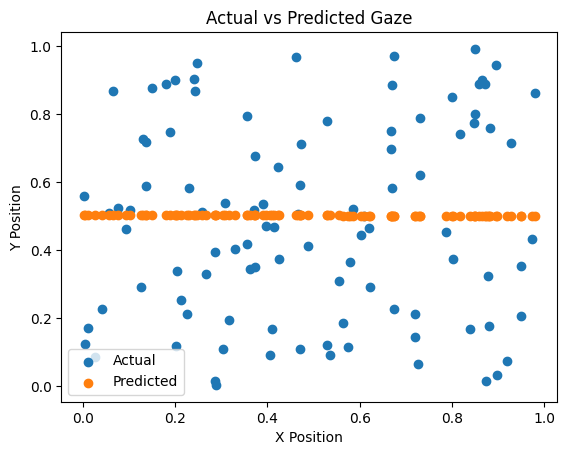 Actual vs Predicted Gaze
1.0
0.8
0.6
0.4
0.2
0.0
Y Position
Actual
Predicted
0.0 0.2 0.4 0.6 0.8 1.0
X Position